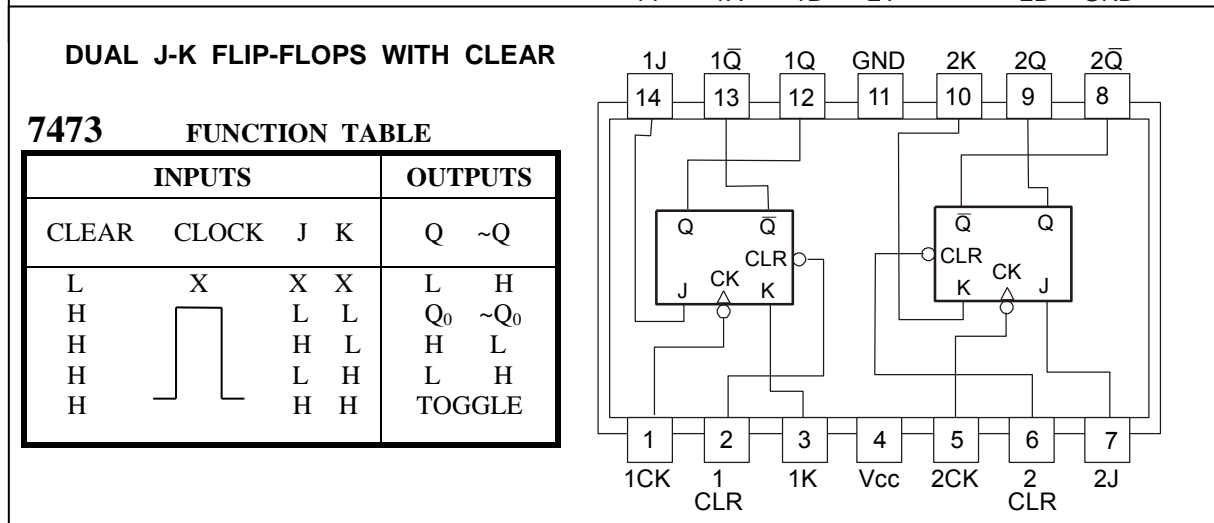 DUAL J-K FLIP-FLOPS WITH CLEAR
7473 FUNCTION TABLE
INPUTS OUTPUTS
CLEAR CLOCK J K Q ~Q
L X X X L H
H L L Q₀ ~Q₀
H H L H L
H L H L H
H H H TOGGLE
1J 1Q̅ 1Q GND 2K 2Q 2Q̅
14 13 12 11 10 9 8
Q Q̅ Q̅ Q
CLR CLR
J CK K K CK J
1 2 3 4 5 6 7
1CK 1 1K Vcc 2CK 2 2J
CLR CLR